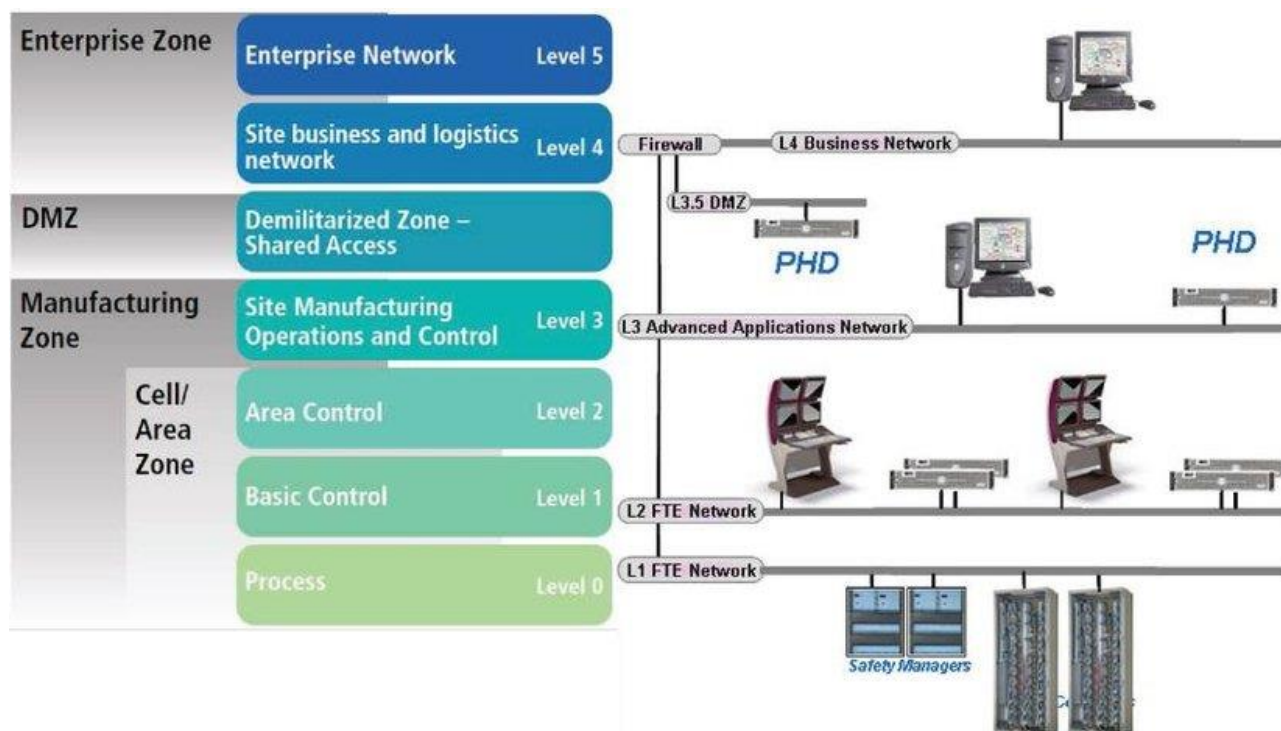 Enterprise Zone
Enterprise Network
Level 5
Site business and logistics
network
Level 4
DMZ
Demilitarized Zone –
Shared Access
Manufacturing
Zone
Site Manufacturing
Operations and Control
Level 3
Cell/
Area
Zone
Area Control
Level 2
Basic Control
Level 1
Process
Level 0
Firewall
L4 Business Network
L3.5 DMZ
PHD
PHD
L3 Advanced Applications Network
L2 FTE Network
L1 FTE Network
Safety Managers